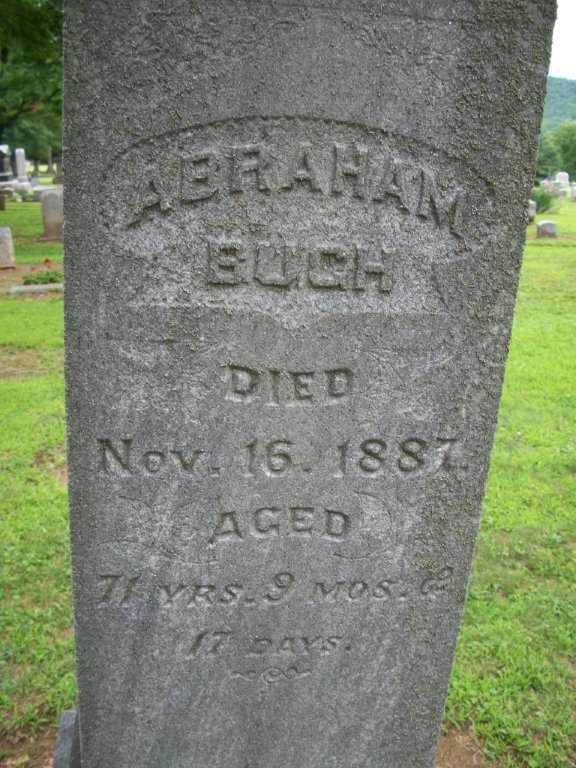 ABRAHAM
BUCH
DIED
NOV. 16. 1887.
AGED
71 YRS. 9 MOS. &
17 DAYS.